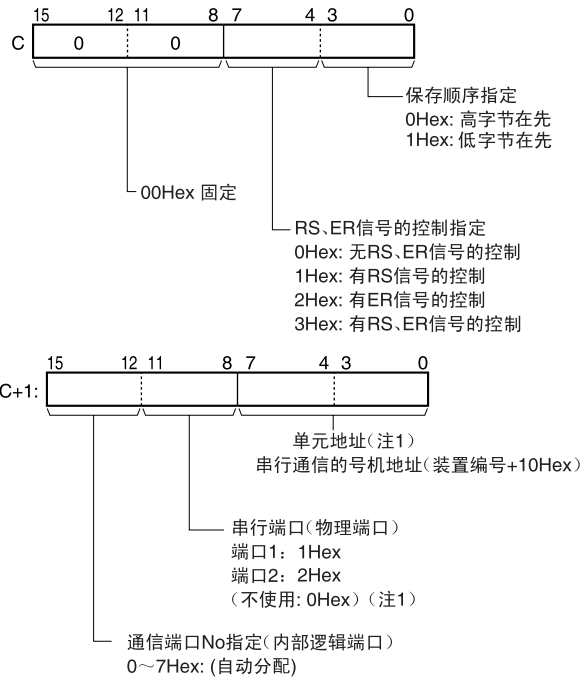 15 12 11 8 7 4 3 0
C 0 0
保存顺序指定
0Hex: 高字节在先
1Hex: 低字节在先
00Hex 固定
RS、ER信号的控制指定
0Hex: 无RS、ER信号的控制
1Hex: 有RS信号的控制
2Hex: 有ER信号的控制
3Hex: 有RS、ER信号的控制
15 12 11 8 7 4 3 0
C+1:
单元地址(注1)
串行通信的号机地址(装置编号+10Hex)
串行端口(物理端口)
端口1: 1Hex
端口2: 2Hex
(不使用: 0Hex)(注1)
通信端口No指定(内部逻辑端口)
0～7Hex: (自动分配)